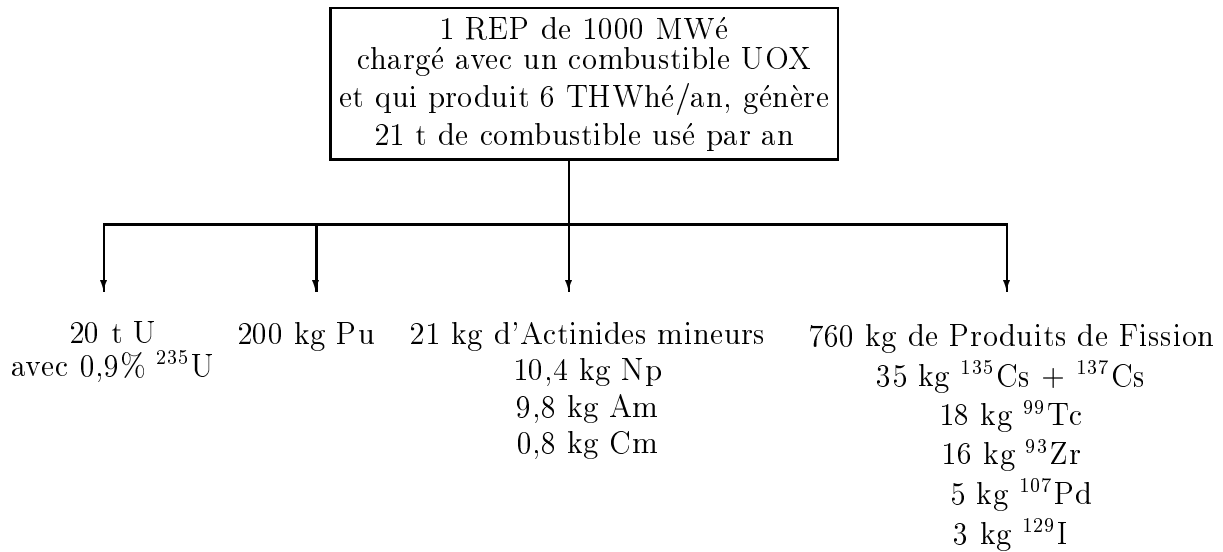 1 REP de 1000 MWé
chargé avec un combustible UOX
et qui produit 6 THWhé/an, génère
21 t de combustible usé par an
20 t U
avec 0,9% ²³⁵U
200 kg Pu
21 kg d'Actinides mineurs
10,4 kg Np
9,8 kg Am
0,8 kg Cm
760 kg de Produits de Fission
35 kg ¹³⁵Cs + ¹³⁷Cs
18 kg ⁹⁹Tc
16 kg ⁹³Zr
5 kg ¹⁰⁷Pd
3 kg ¹²⁹I